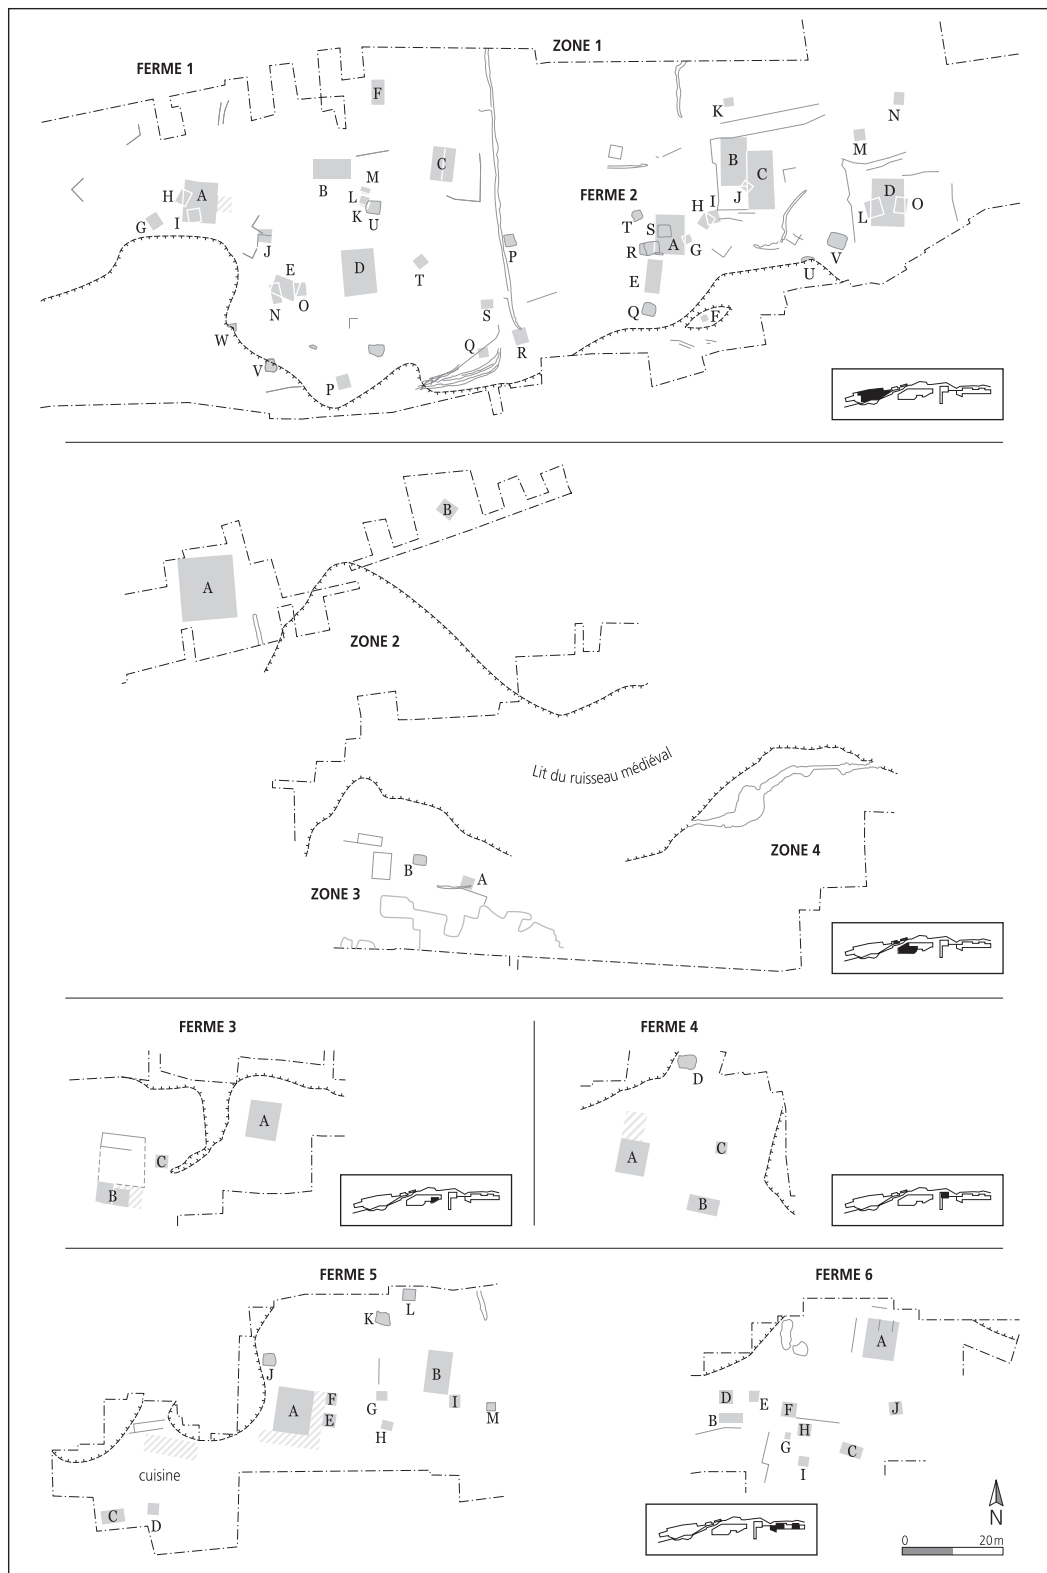 ZONE 1
FERME 1
F
K
N
M
B
C
B
C
M
H
A
L
K
U
J
D
O
L
FERME 2
H
I
G
I
T
S
R
A
G
V
J
P
U
E
D
T
E
N
O
Q
F
W
S
Q
R
V
P
B
A
ZONE 2
Lit du ruisseau médiéval
ZONE 4
B
A
ZONE 3
FERME 3
FERME 4
D
A
C
B
A
C
B
FERME 5
FERME 6
L
K
J
B
A
F
E
G
I
H
M
cuisine
C
D
A
D
E
B
F
J
H
G
C
I
N
0 20 m